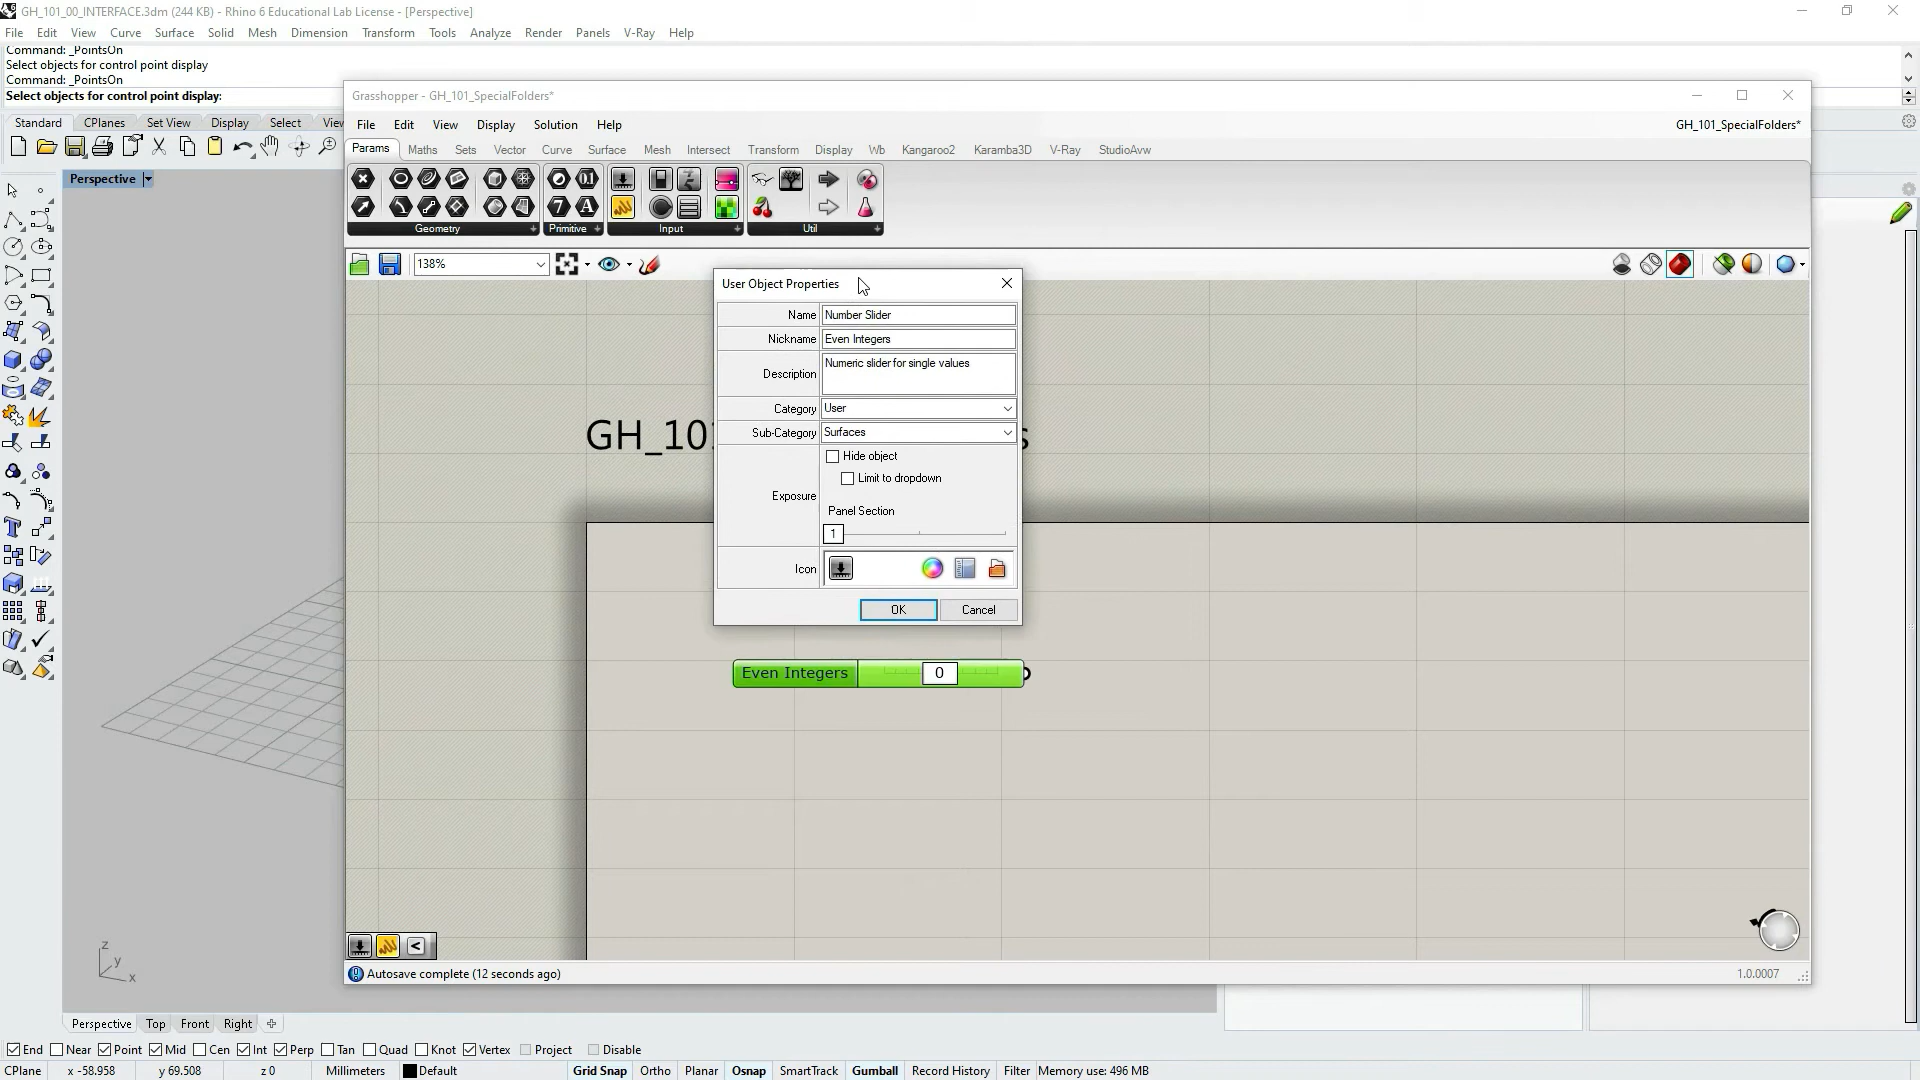 GH_101_00_INTERFACE.3dm (244 KB) - Rhino 6 Educational Lab License - [Perspective]
File Edit View Curve Surface Solid Mesh Dimension Transform Tools Analyze Render Panels V-Ray Help
Command: _PointsOn
Select objects for control point display
Command: _PointsOn
Select objects for control point display:
Standard CPlanes Set View Display Select View
Perspective
Grasshopper - GH_101_SpecialFolders*
File Edit View Display Solution Help
GH_101_SpecialFolders*
Params Maths Sets Vector Curve Surface Mesh Intersect Transform Display Wb Kangaroo2 Karamba3D V-Ray StudioAvw
Geometry + Primitive + Input + Util +
138%
User Object Properties
Name Number Slider
Nickname Even Integers
Description Numeric slider for single values
Category User
Sub-Category Surfaces
Exposure
Hide object
Limit to dropdown
Panel Section
1
Icon
OK Cancel
GH_101
s
Even Integers 0
Autosave complete (12 seconds ago)
1.0.0007
z
y
x
Perspective Top Front Right
End Near Point Mid Cen Int Perp Tan Quad Knot Vertex Project Disable
CPlane x -58.958 y 69.508 z 0 Millimeters Default Grid Snap Ortho Planar Osnap SmartTrack Gumball Record History Filter Memory use: 496 MB